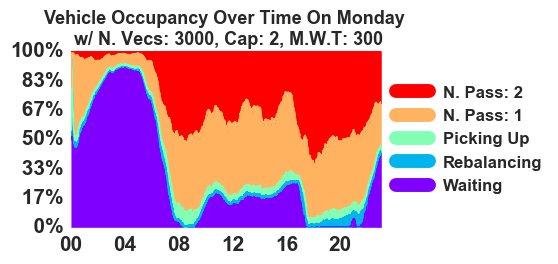 Vehicle Occupancy Over Time On Monday
w/ N. Vecs: 3000, Cap: 2, M.W.T: 300
100%
83%
67%
50%
33%
17%
0%
00 04 08 12 16 20
N. Pass: 2
N. Pass: 1
Picking Up
Rebalancing
Waiting